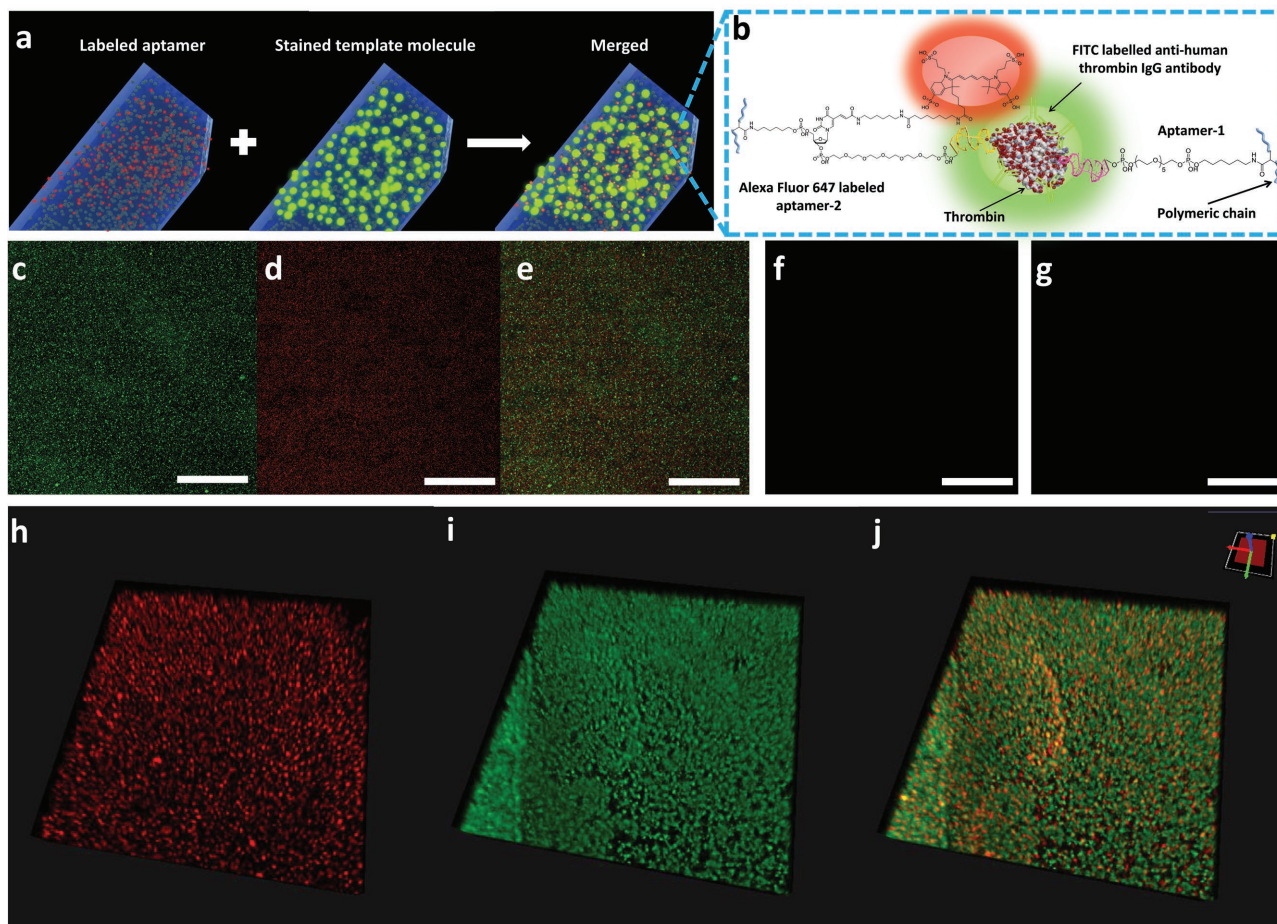 a
Labeled aptamer
Stained template molecule
Merged
b
FITC labelled anti-human
thrombin IgG antibody
Aptamer-1
Alexa Fluor 647 labeled
aptamer-2
Thrombin
Polymeric chain
c
d
e
f
g
h
i
j